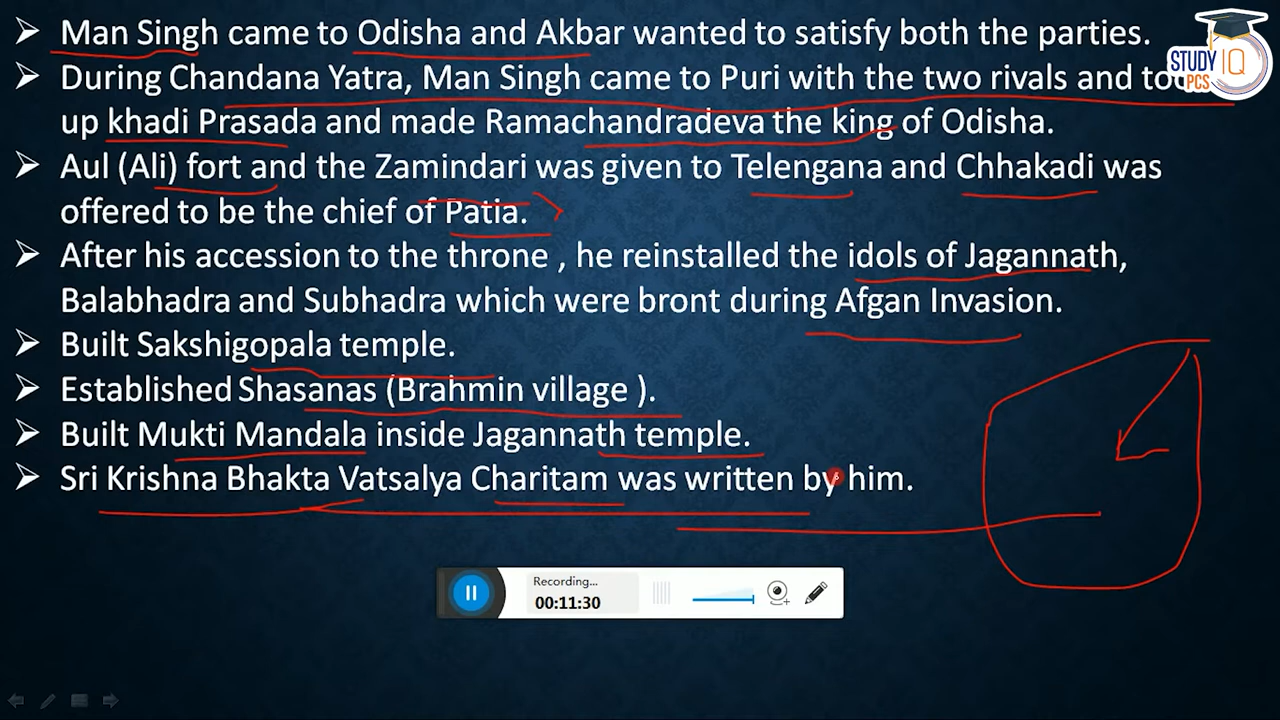 ➤ Man Singh came to Odisha and Akbar wanted to satisfy both the parties.
➤ During Chandana Yatra, Man Singh came to Puri with the two rivals and
up khadi Prasada and made Ramachandradeva the king of Odisha.
➤ Aul (Ali) fort and the Zamindari was given to Telengana and Chhakadi was
offered to be the chief of Patia.
➤ After his accession to the throne , he reinstalled the idols of Jagannath,
Balabhadra and Subhadra which were bront during Afgan Invasion.
➤ Built Sakshigopala temple.
➤ Established Shasanas (Brahmin village ).
➤ Built Mukti Mandala inside Jagannath temple.
➤ Sri Krishna Bhakta Vatsalya Charitam was written by him.
STUDY IQ
PCS
Recording...
00:11:30